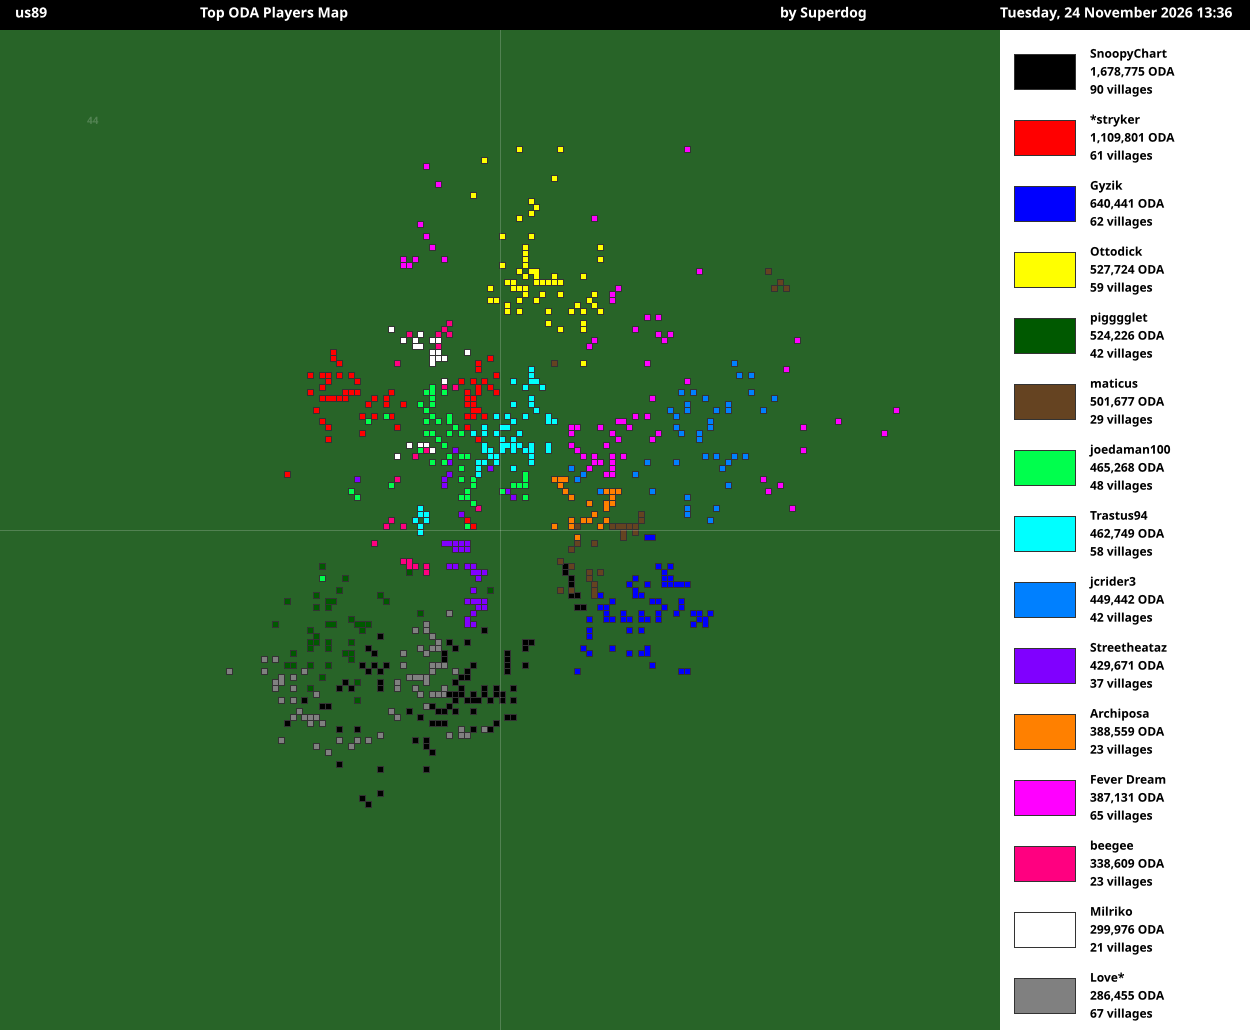 us89 Top ODA Players Map by Superdog Tuesday, 24 November 2026 13:36
44
SnoopyChart
1,678,775 ODA
90 villages
*stryker
1,109,801 ODA
61 villages
Gyzik
640,441 ODA
62 villages
Ottodick
527,724 ODA
59 villages
pigggglet
524,226 ODA
42 villages
maticus
501,677 ODA
29 villages
joedaman100
465,268 ODA
48 villages
Trastus94
462,749 ODA
58 villages
jcrider3
449,442 ODA
42 villages
Streetheataz
429,671 ODA
37 villages
Archiposa
388,559 ODA
23 villages
Fever Dream
387,131 ODA
65 villages
beegee
338,609 ODA
23 villages
Milriko
299,976 ODA
21 villages
Love*
286,455 ODA
67 villages